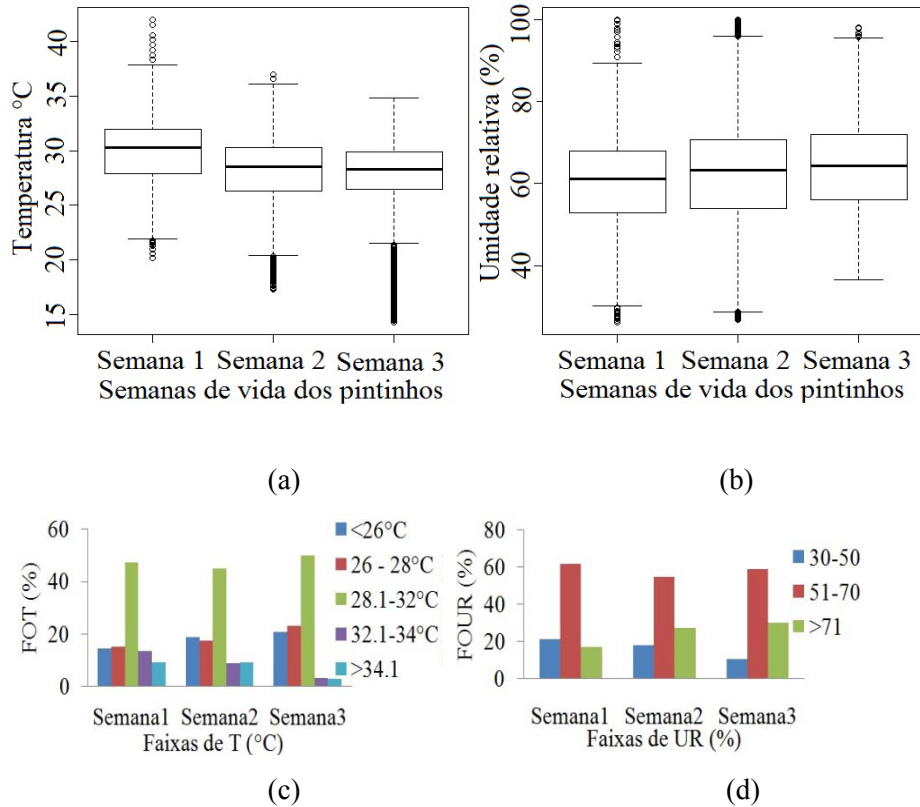 Temperatura °C
40
35
30
25
20
15
Semana 1 Semana 2 Semana 3
Semanas de vida dos pintinhos
(a)
Umidade relativa (%)
100
80
60
40
Semana 1 Semana 2 Semana 3
Semanas de vida dos pintinhos
(b)
FOT (%)
60
40
20
0
<26°C
26 - 28°C
28.1-32°C
32.1-34°C
>34.1
Semana1 Semana2 Semana3
Faixas de T (°C)
(c)
FOUR (%)
80
60
40
20
0
30-50
51-70
>71
Semana1 Semana2 Semana3
Faixas de UR (%)
(d)